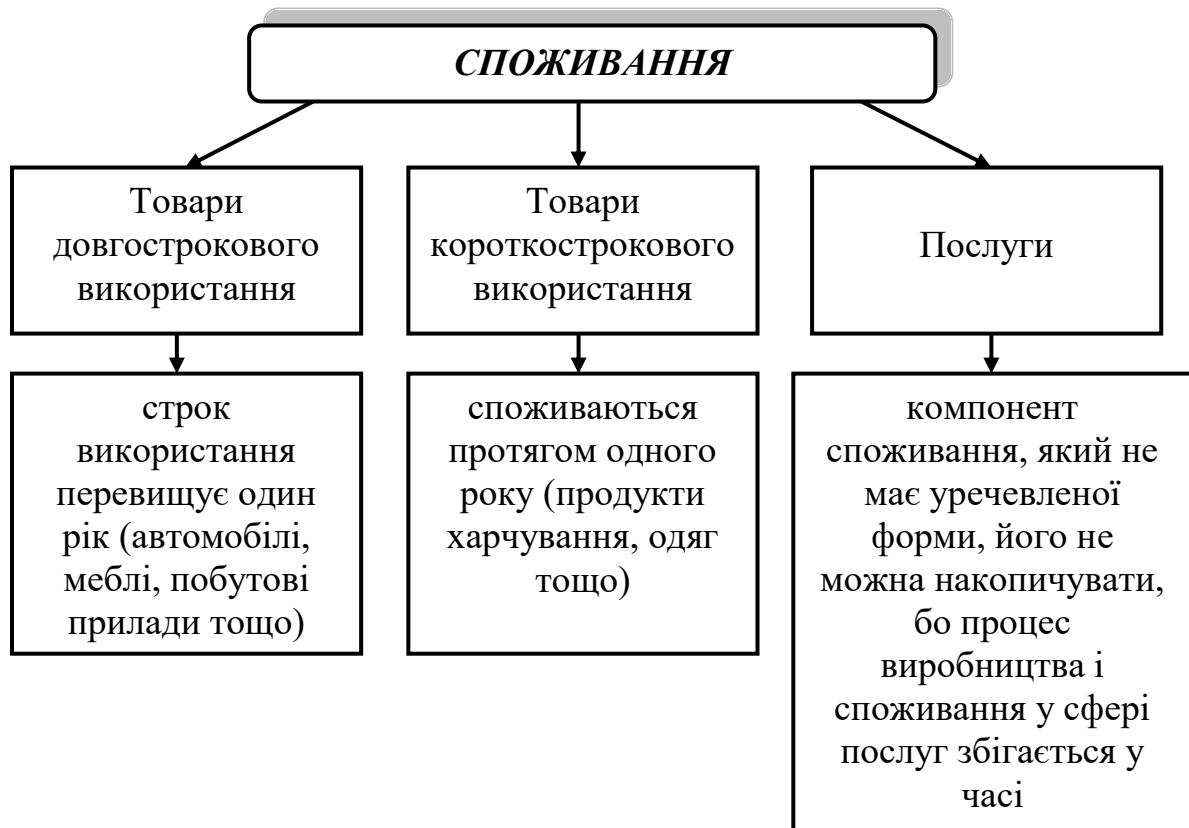 СПОЖИВАННЯ
Товари
довгострокового
використання
Товари
короткострокового
використання
Послуги
строк
використання
перевищує один
рік (автомобілі,
меблі, побутові
прилади тощо)
споживаються
протягом одного
року (продукти
харчування, одяг
тощо)
компонент
споживання, який не
має уречевленої
форми, його не
можна накопичувати,
бо процес
виробництва і
споживання у сфері
послуг збігається у
часі